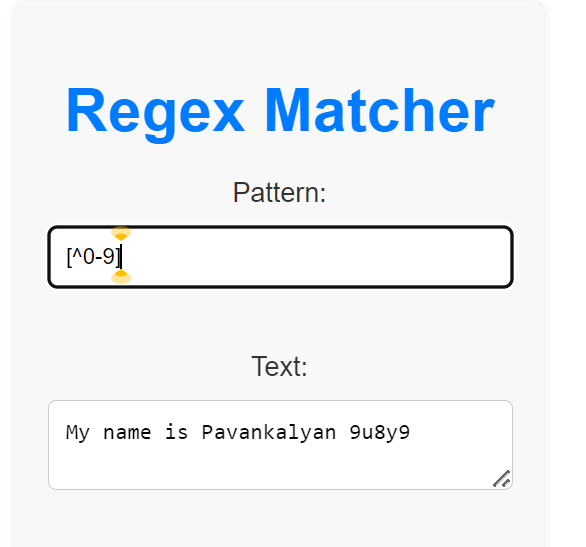 Regex Matcher
Pattern:
[^0-9]
Text:
My name is Pavankalyan 9u8y9